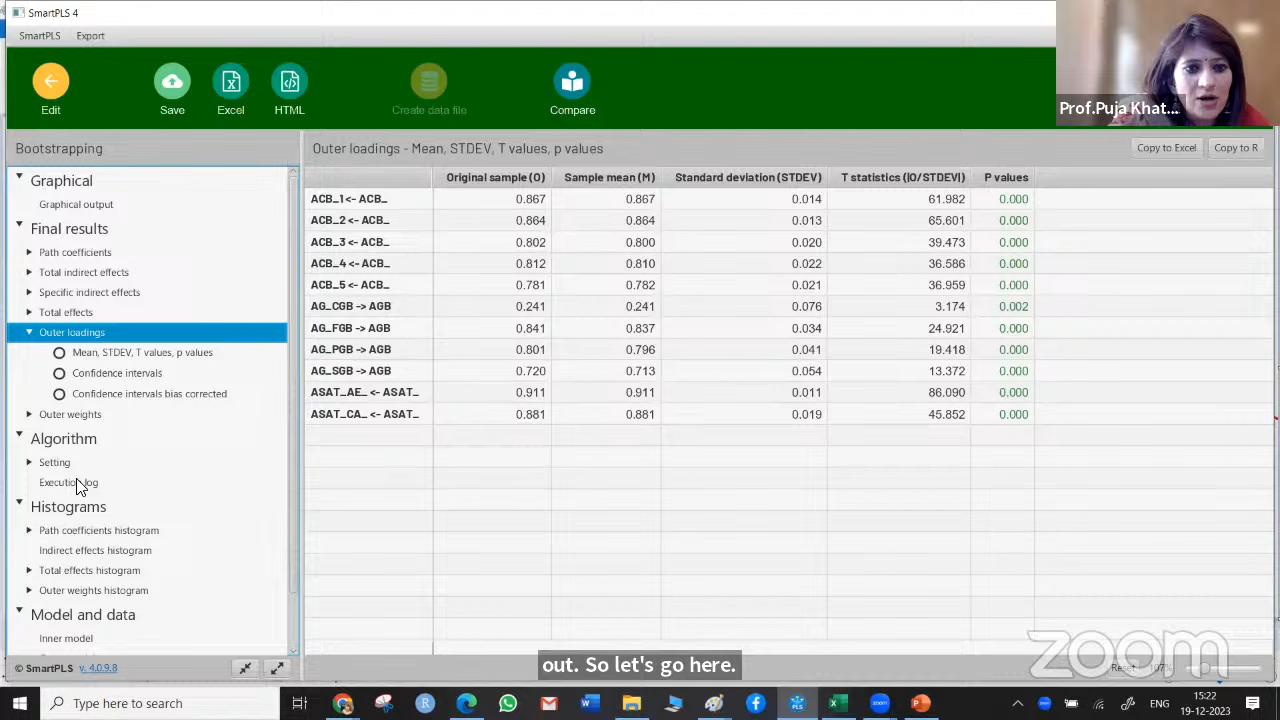 SmartPLS 4
SmartPLS Export
Edit Save Excel HTML Create data file Compare
Prof.Puja Khat...
Bootstrapping
Graphical
Graphical output
Final results
Path coefficients
Total indirect effects
Specific indirect effects
Total effects
Outer loadings
Mean, STDEV, T values, p values
Confidence intervals
Confidence intervals bias corrected
Outer weights
Algorithm
Setting
Execution log
Histograms
Path coefficients histogram
Indirect effects histogram
Total effects histogram
Outer weights histogram
Model and data
Inner model
© SmartPLS v. 4.0.9.8
Outer loadings - Mean, STDEV, T values, p values Copy to Excel Copy to R
Original sample (O) Sample mean (M) Standard deviation (STDEV) T statistics (|O/STDEV|) P values
ACB_1 <- ACB_ 0.867 0.867 0.014 61.982 0.000
ACB_2 <- ACB_ 0.864 0.864 0.013 65.601 0.000
ACB_3 <- ACB_ 0.802 0.800 0.020 39.473 0.000
ACB_4 <- ACB_ 0.812 0.810 0.022 36.586 0.000
ACB_5 <- ACB_ 0.781 0.782 0.021 36.959 0.000
AG_CGB -> AGB 0.241 0.241 0.076 3.174 0.002
AG_FGB -> AGB 0.841 0.837 0.034 24.921 0.000
AG_PGB -> AGB 0.801 0.796 0.041 19.418 0.000
AG_SGB -> AGB 0.720 0.713 0.054 13.372 0.000
ASAT_AE_ <- ASAT_ 0.911 0.911 0.011 86.090 0.000
ASAT_CA_ <- ASAT_ 0.881 0.881 0.019 45.852 0.000
zoom
Reset 107%
out. So let's go here.
Type here to search
ENG 15:22
19-12-2023